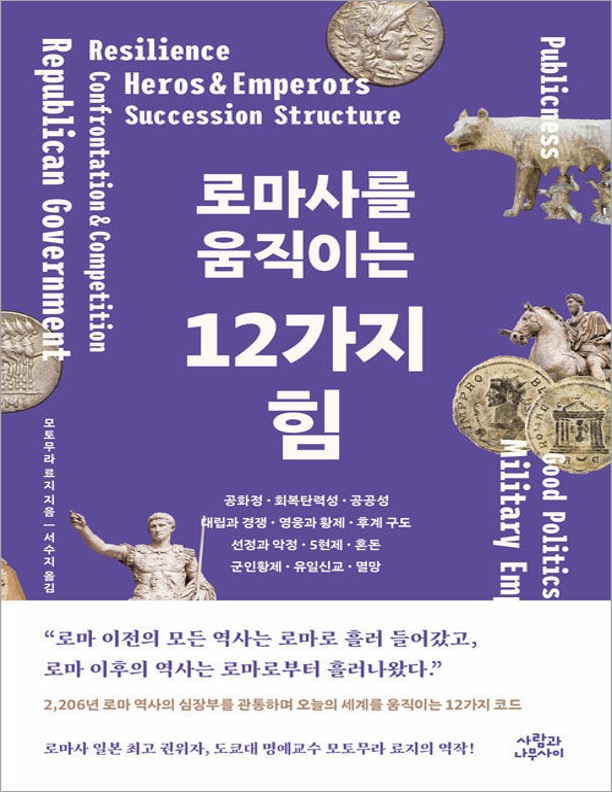 Resilience
Heros & Emperors
Succession Structure
Republican Government
Confrontation & Competition
Publicness
ROMA
로마사를
움직이는
12가지
힘
모토무라 료지 지음 ㅡ 서수지 옮김
Good Politics
Military Emp
공화정 · 회복탄력성 · 공공성
대립과 경쟁 · 영웅과 황제 · 후계 구도
선정과 악정 · 5현제 · 혼돈
군인황제 · 유일신교 · 멸망
“로마 이전의 모든 역사는 로마로 흘러 들어갔고,
로마 이후의 역사는 로마로부터 흘러나왔다.”
2,206년 로마 역사의 심장부를 관통하며 오늘의 세계를 움직이는 12가지 코드
로마사 일본 최고 권위자, 도쿄대 명예교수 모토무라 료지의 역작!
사람과
나무사이